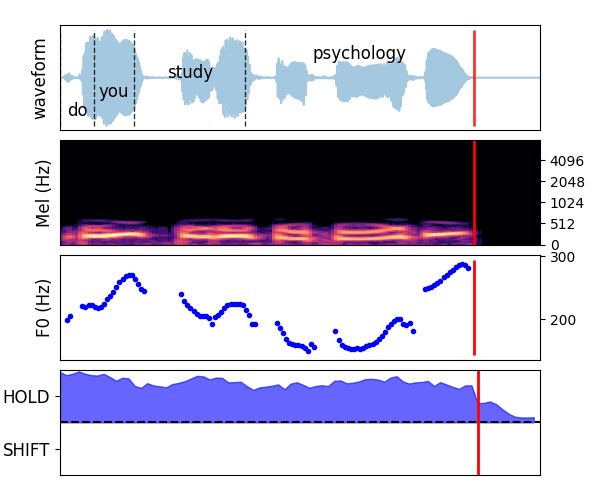 waveform
do
you
study
psychology
Mel (Hz)
4096
2048
1024
512
0
F0 (Hz)
300
200
HOLD
SHIFT